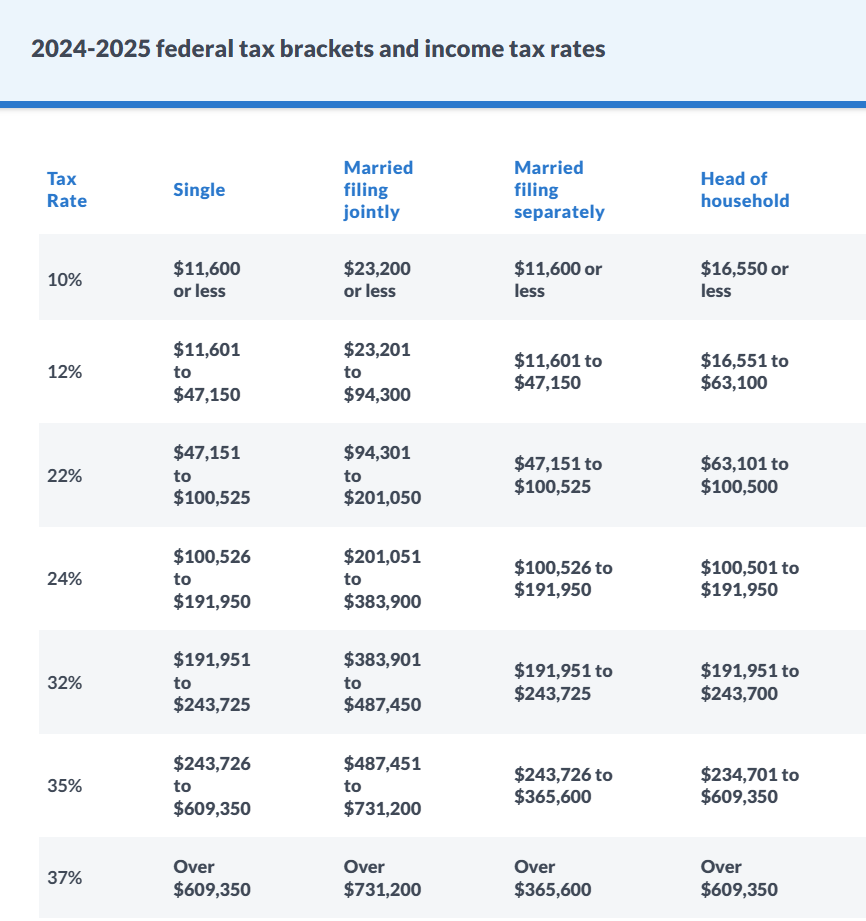 2024-2025 federal tax brackets and income tax rates
Tax
Rate
Single
Married
filing
jointly
Married
filing
separately
Head of
household
10%
$11,600
or less
$23,200
or less
$11,600 or
less
$16,550 or
less
12%
$11,601
to
$47,150
$23,201
to
$94,300
$11,601 to
$47,150
$16,551 to
$63,100
22%
$47,151
to
$100,525
$94,301
to
$201,050
$47,151 to
$100,525
$63,101 to
$100,500
24%
$100,526
to
$191,950
$201,051
to
$383,900
$100,526 to
$191,950
$100,501 to
$191,950
32%
$191,951
to
$243,725
$383,901
to
$487,450
$191,951 to
$243,725
$191,951 to
$243,700
35%
$243,726
to
$609,350
$487,451
to
$731,200
$243,726 to
$365,600
$234,701 to
$609,350
37%
Over
$609,350
Over
$731,200
Over
$365,600
Over
$609,350